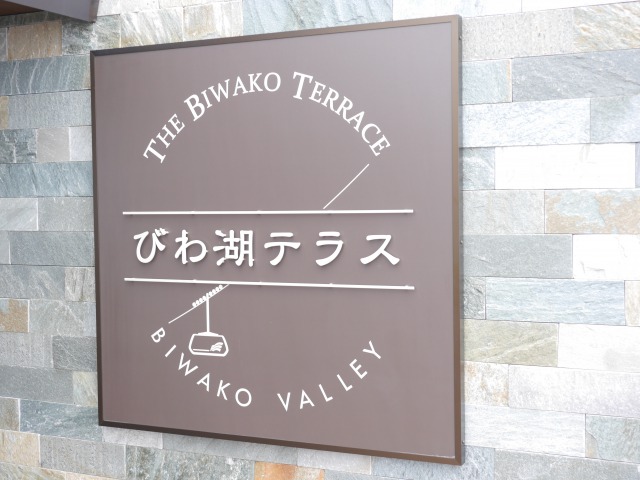 THE BIWAKO TERRACE
びわ湖テラス
BIWAKO VALLEY